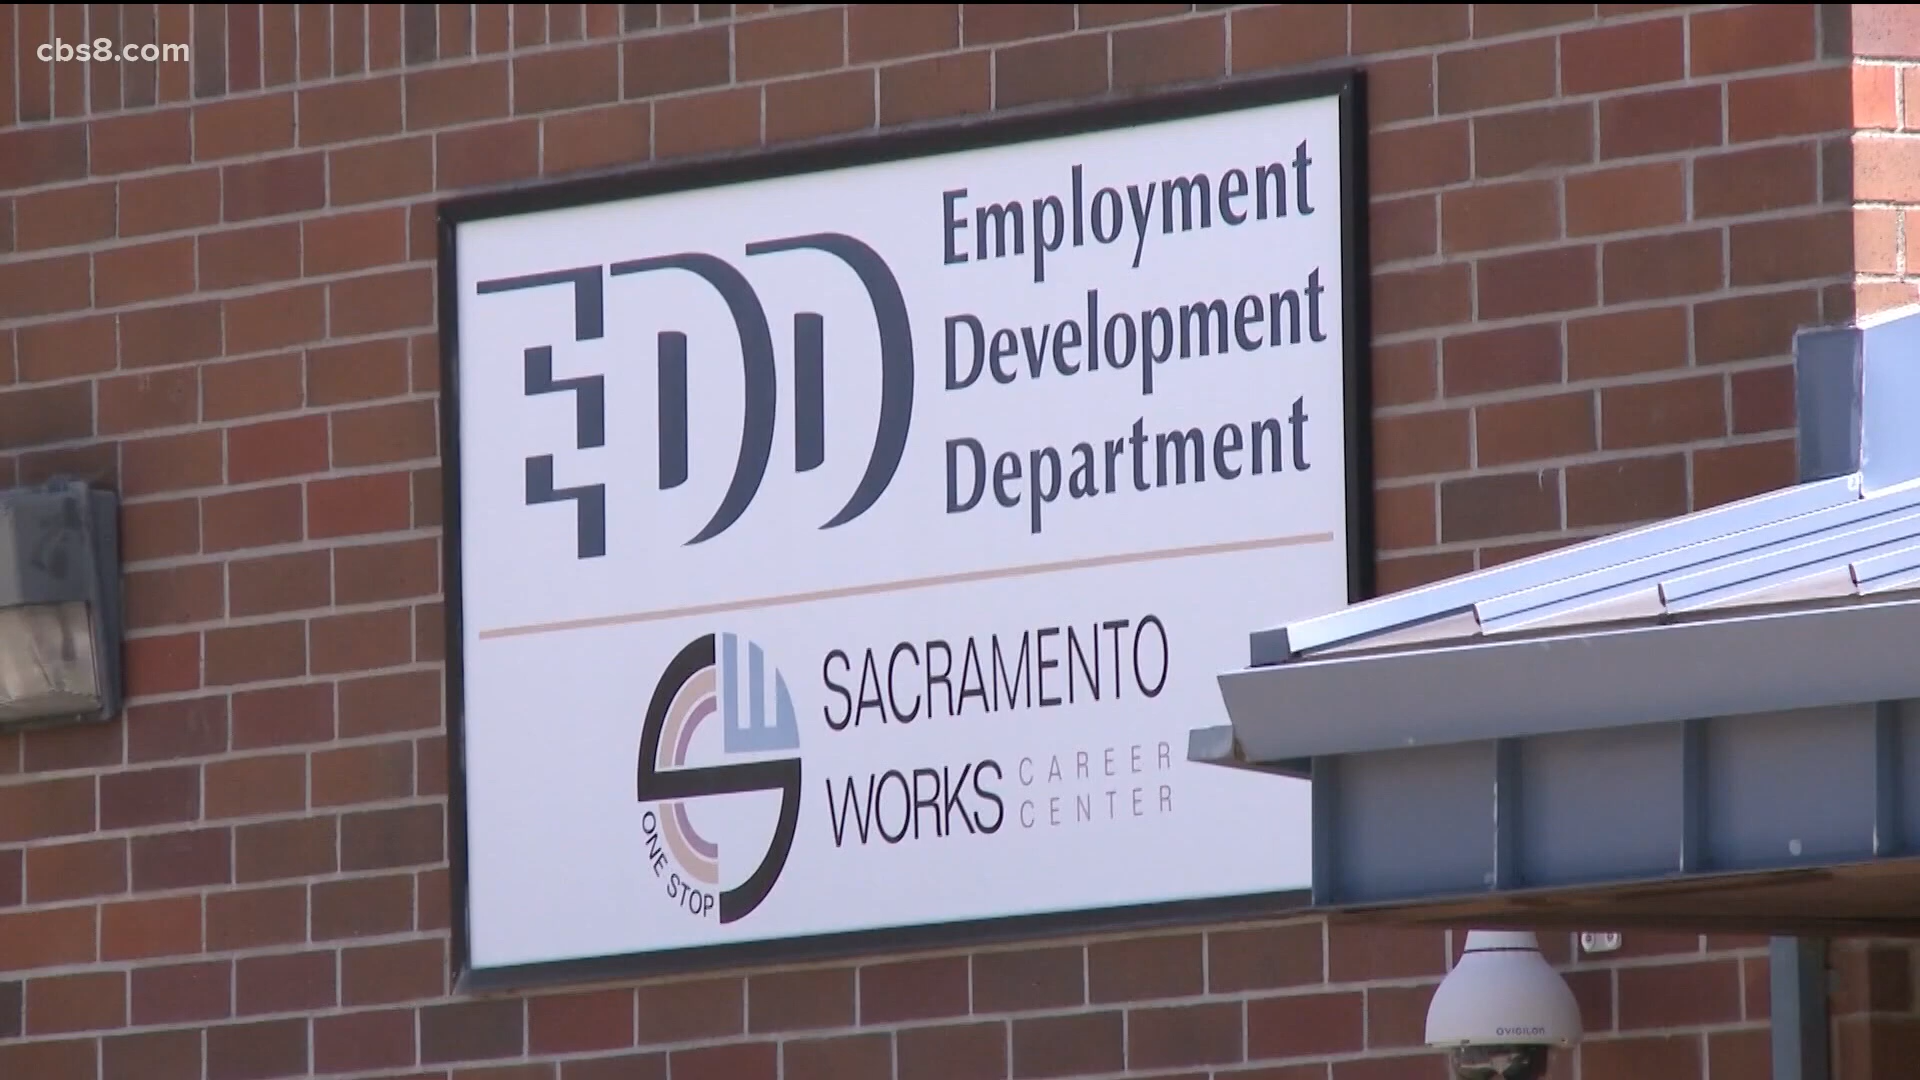 cbs8.com
EDD
Employment
Development
Department
SACRAMENTO
WORKS CAREER
CENTER
ONE STOP
AVIGILON